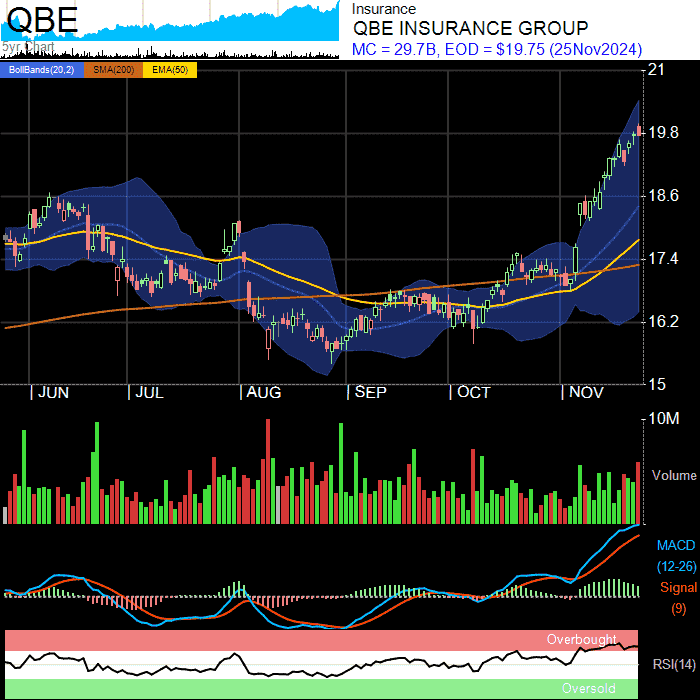 QBE
5yr Chart
Insurance
QBE INSURANCE GROUP
MC = 29.7B, EOD = $19.75 (25Nov2024)
BollBands(20,2) SMA(200) EMA(50)
21
19.8
18.6
17.4
16.2
15
JUN JUL AUG SEP OCT NOV
10M
Volume
MACD
(12-26)
Signal
(9)
Overbought
RSI(14)
Oversold